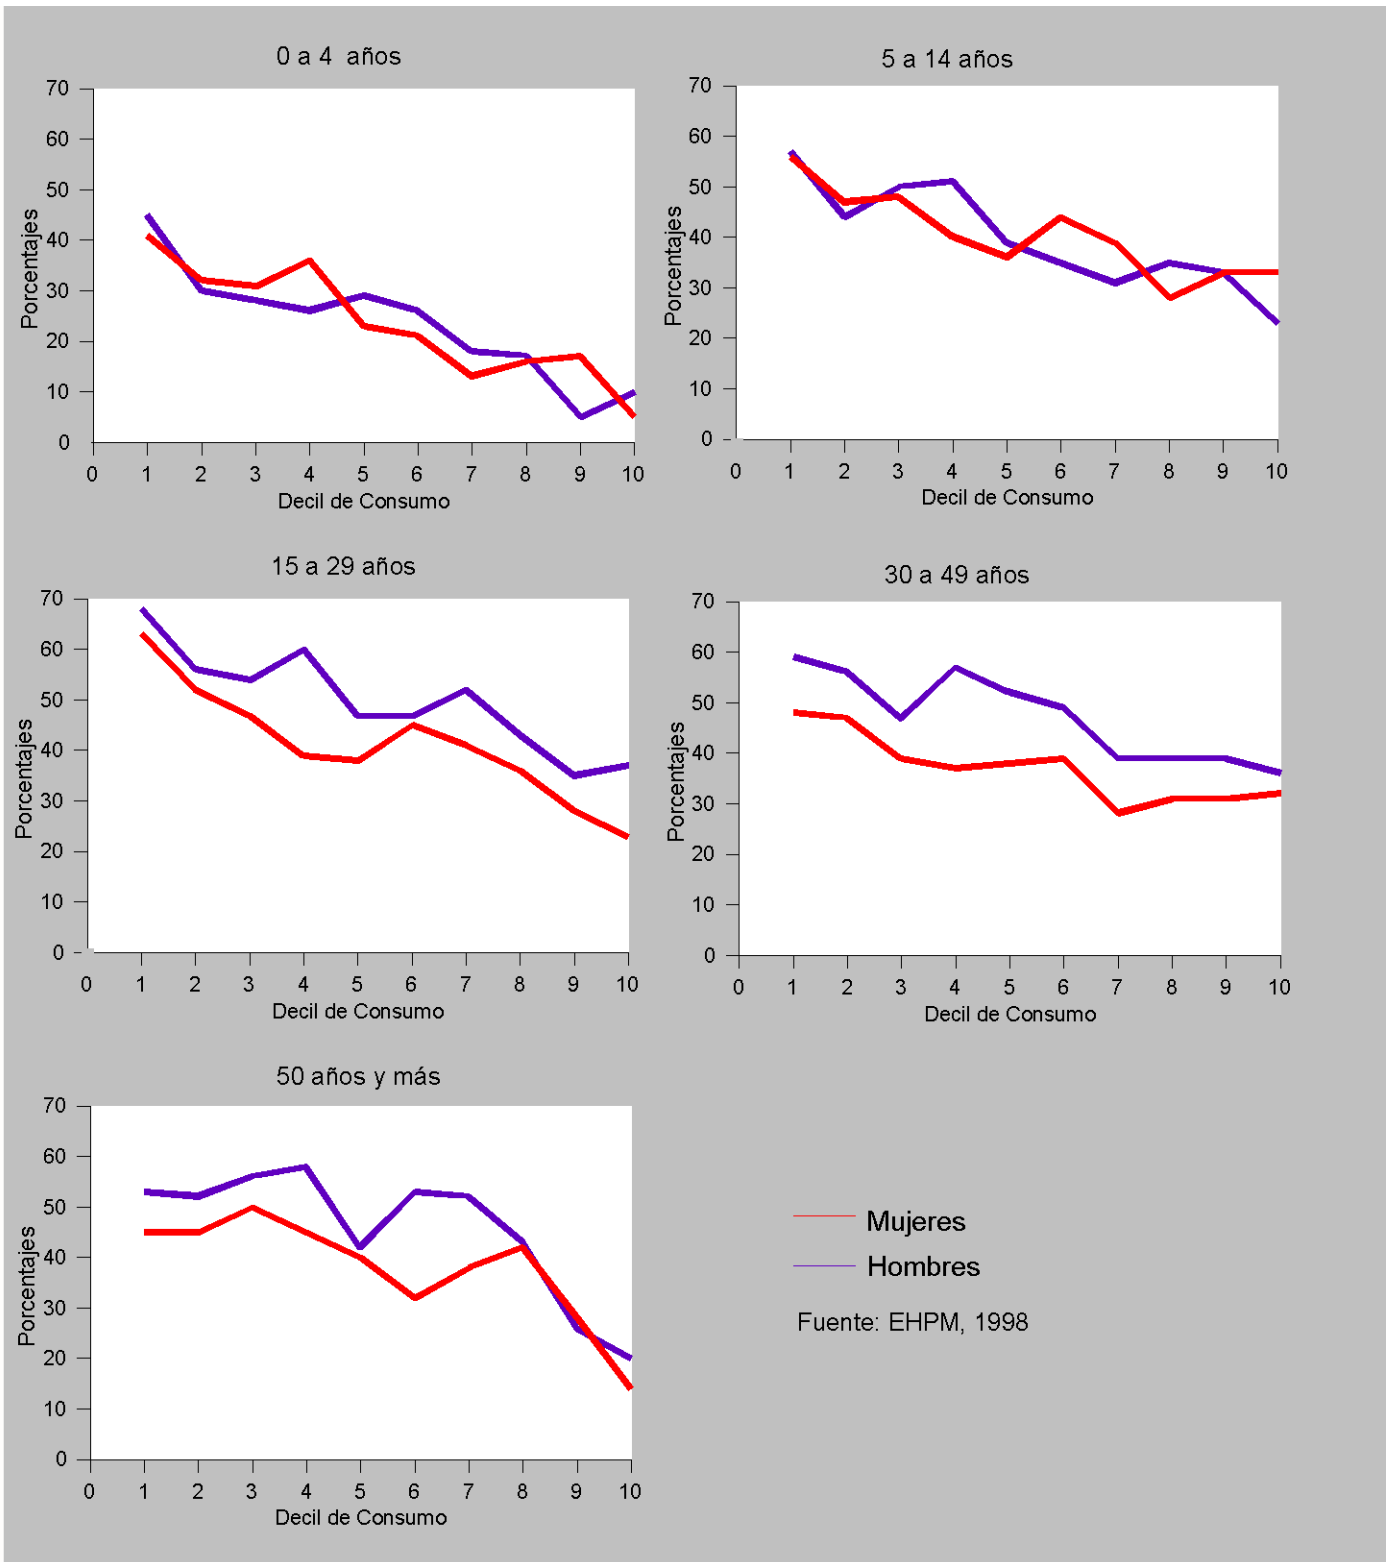 0 a 4 años
70
60
50
40
30
20
10
0
Porcentajes
0 1 2 3 4 5 6 7 8 9 10
Decil de Consumo
5 a 14 años
70
60
50
40
30
20
10
0
Porcentajes
0 1 2 3 4 5 6 7 8 9 10
Decil de Consumo
15 a 29 años
70
60
50
40
30
20
10
0
Porcentajes
0 1 2 3 4 5 6 7 8 9 10
Decil de Consumo
30 a 49 años
70
60
50
40
30
20
10
0
Porcentajes
0 1 2 3 4 5 6 7 8 9 10
Decil de Consumo
50 años y más
70
60
50
40
30
20
10
0
Porcentajes
0 1 2 3 4 5 6 7 8 9 10
Decil de Consumo
Mujeres
Hombres
Fuente: EHPM, 1998